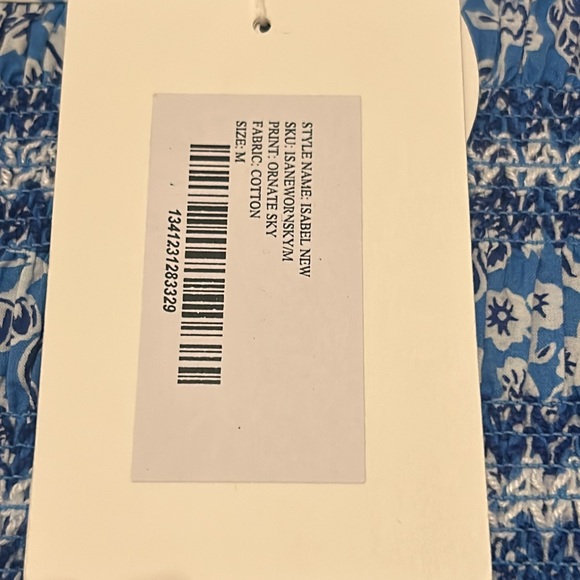 STYLE NAME: ISABEL NEW
SKU: ISANEWORNSKY/M
PRINT: ORNATE SKY
FABRIC: COTTON
SIZE: M
1341231283329